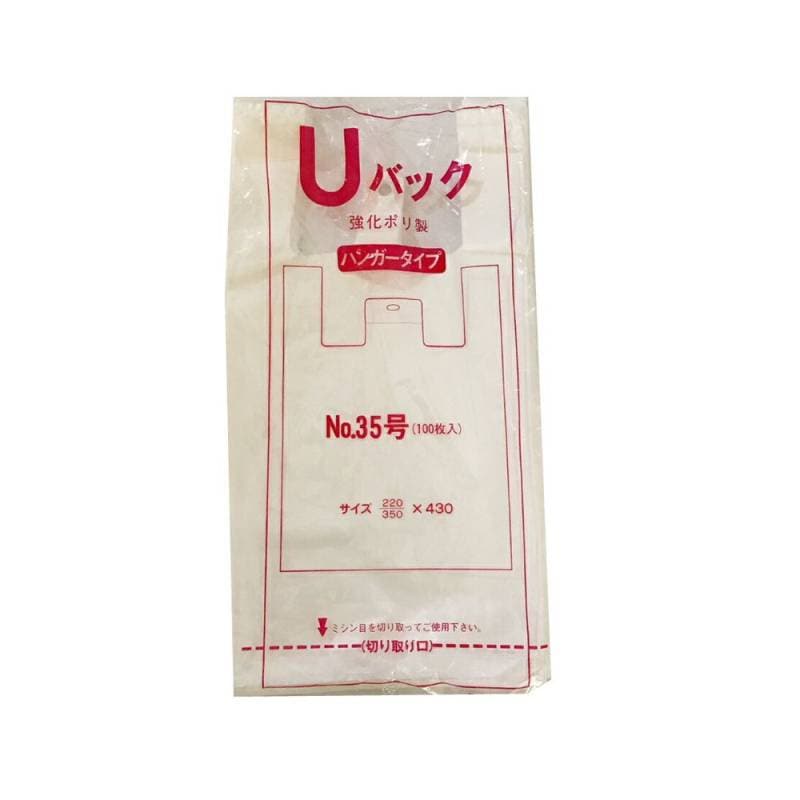 Uバック
強化ポリ製
ハンガータイプ
No.35号(100枚入)
サイズ 220/350 × 430
ミシン目を切り取ってご使用下さい。
(切り取り口)